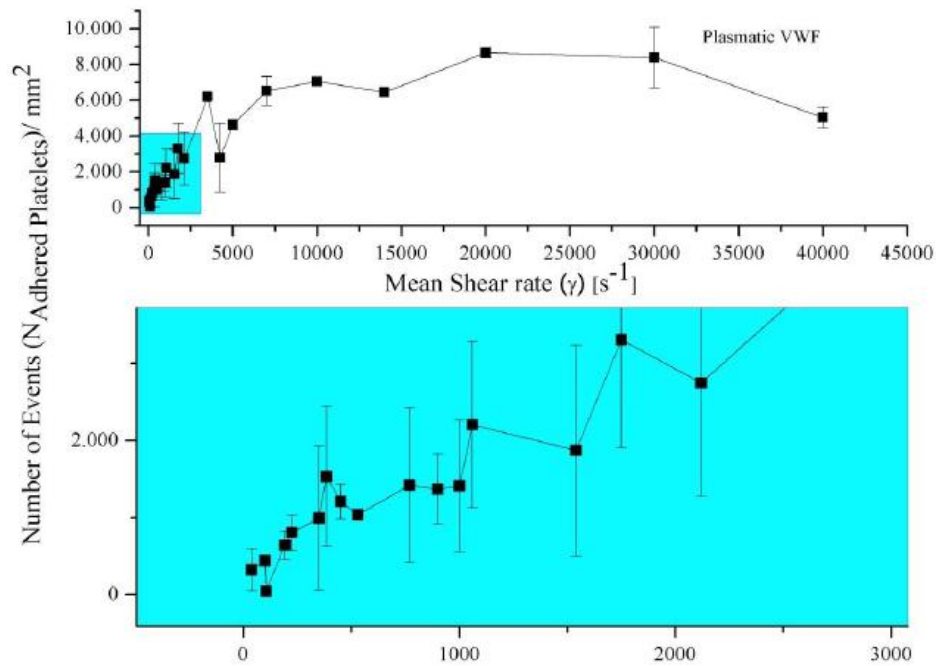 10.000
8.000
6.000
4.000
2.000
0
Plasmatic VWF
0 5000 10000 15000 20000 25000 30000 35000 40000 45000
Mean Shear rate (γ) [s⁻¹]
Number of Events (N Adhered Platelets)/ mm²
2.000
0
0 1000 2000 3000